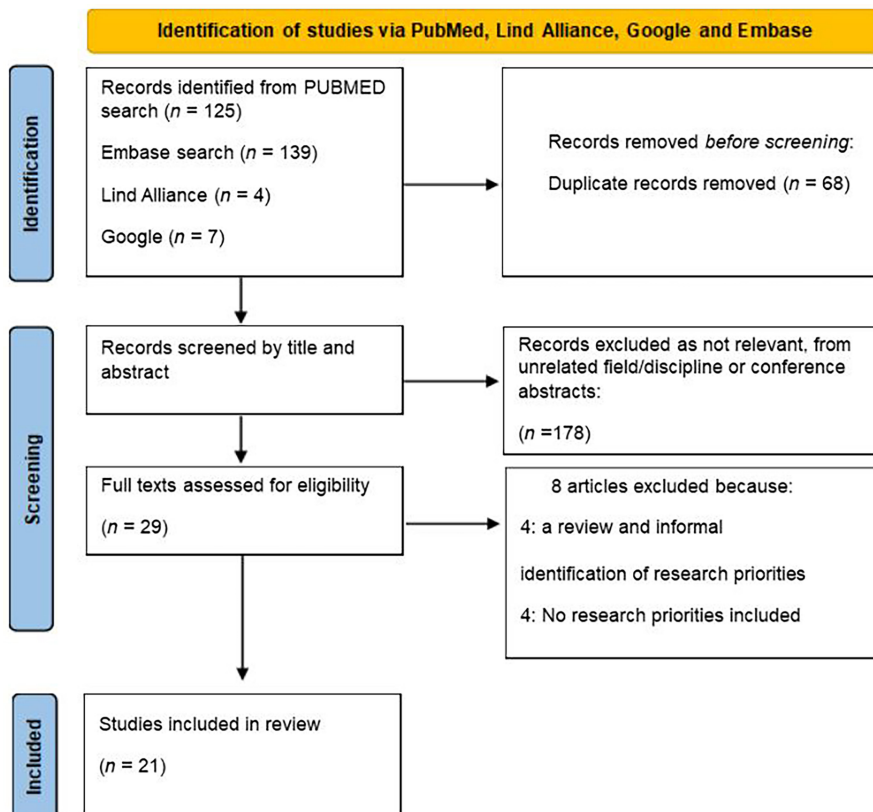 Identification of studies via PubMed, Lind Alliance, Google and Embase
Identification
Records identified from PUBMED
search (n = 125)
Embase search (n = 139)
Lind Alliance (n = 4)
Google (n = 7)
Records removed before screening:
Duplicate records removed (n = 68)
Screening
Records screened by title and
abstract
Records excluded as not relevant, from
unrelated field/discipline or conference
abstracts:
(n =178)
Full texts assessed for eligibility
(n = 29)
8 articles excluded because:
4: a review and informal
identification of research priorities
4: No research priorities included
Included
Studies included in review
(n = 21)